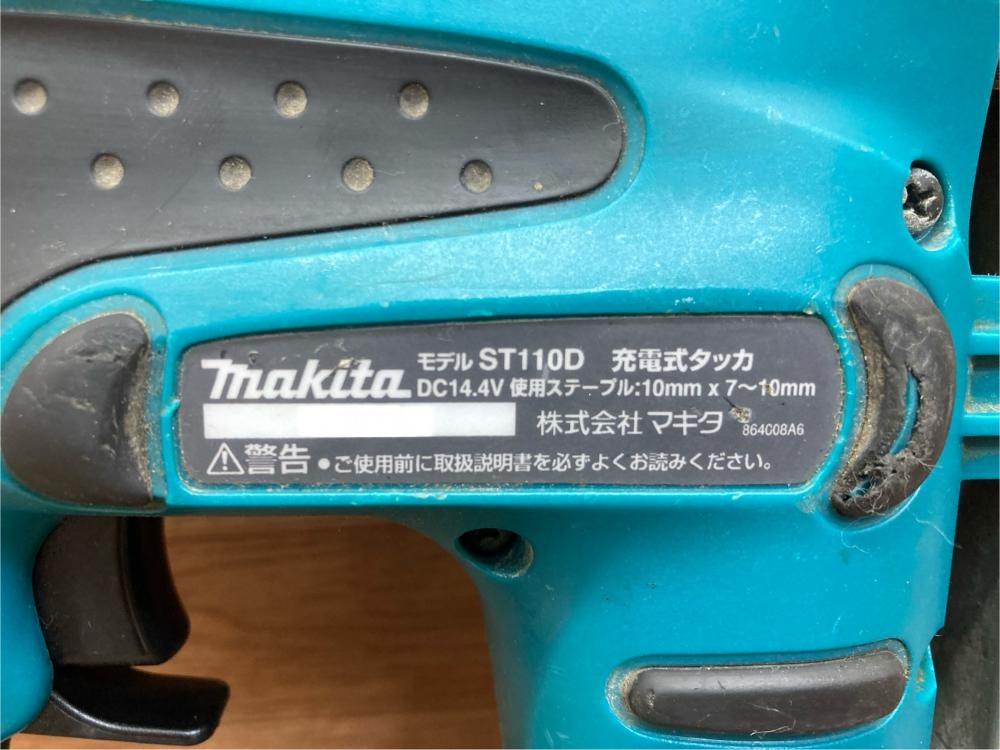 makita モデル ST110D 充電式タッカ
DC14.4V 使用ステープル:10mm x 7〜10mm
株式会社 マキタ 864C08A6
⚠警告 ●ご使用前に取扱説明書を必ずよくお読みください。